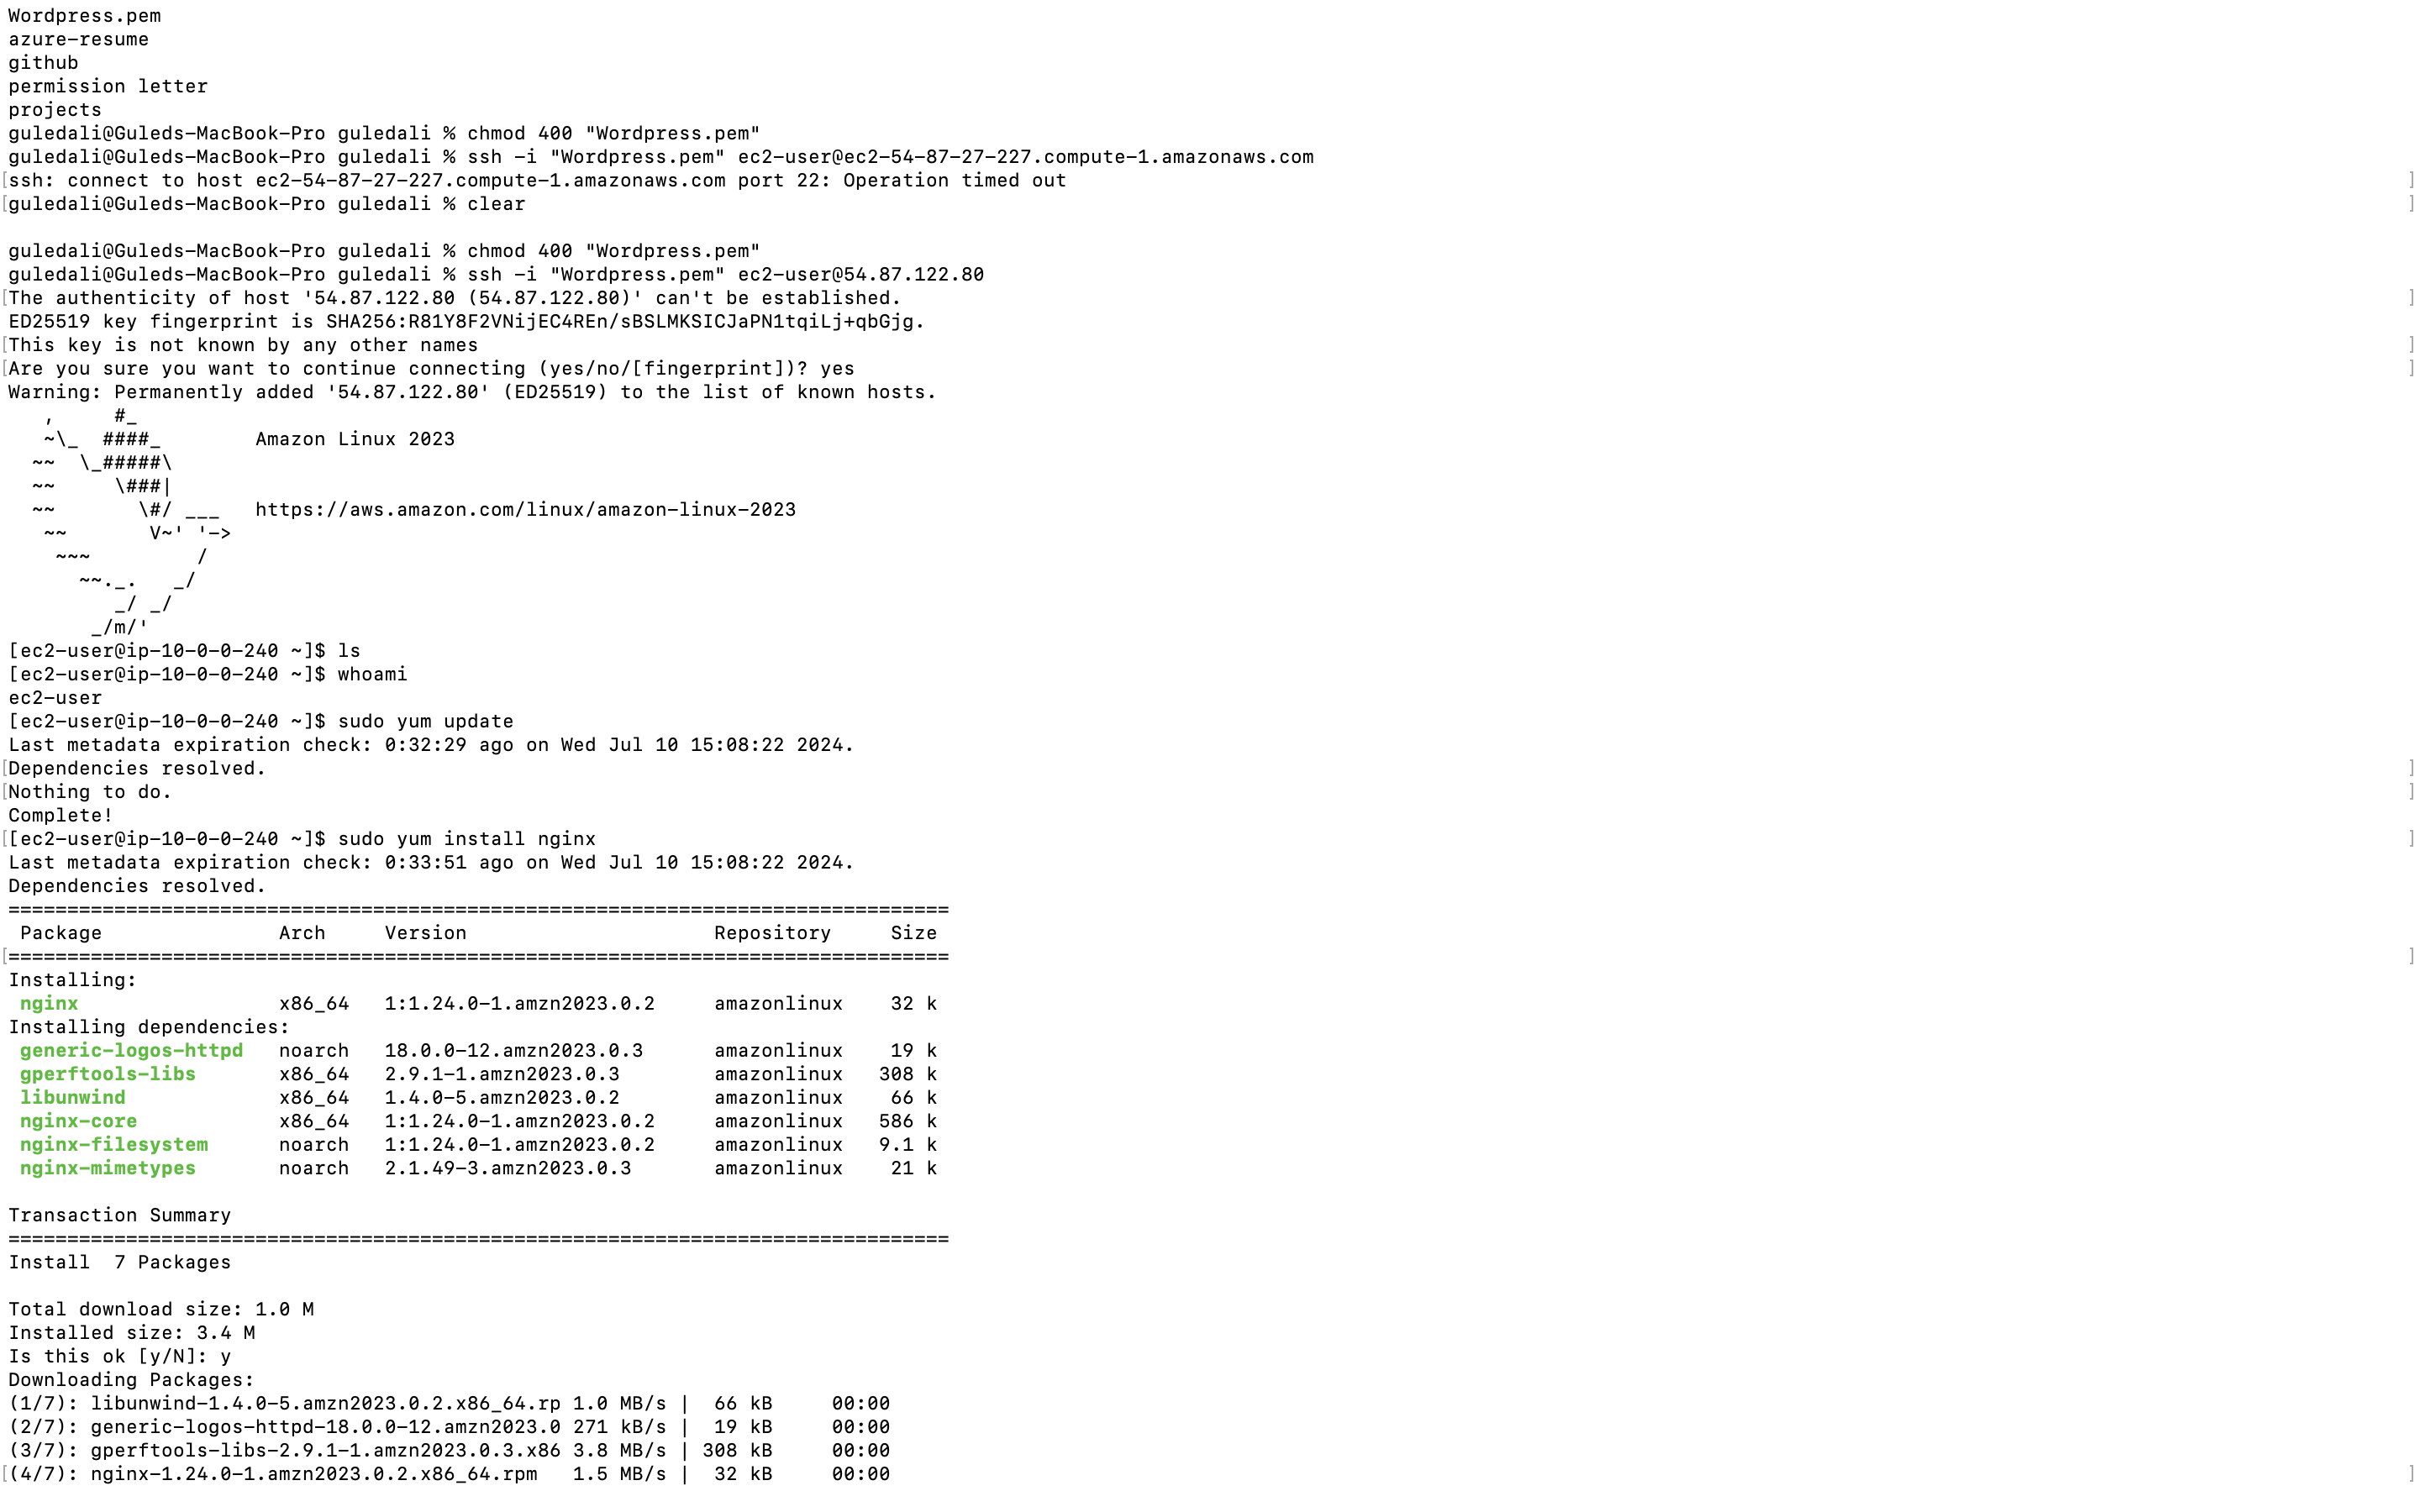 Wordpress.pem
azure-resume
github
permission letter
projects
guledali@Guleds-MacBook-Pro guledali % chmod 400 "Wordpress.pem"
guledali@Guleds-MacBook-Pro guledali % ssh -i "Wordpress.pem" ec2-user@ec2-54-87-27-227.compute-1.amazonaws.com
[ssh: connect to host ec2-54-87-27-227.compute-1.amazonaws.com port 22: Operation timed out ]
[guledali@Guleds-MacBook-Pro guledali % clear ]

guledali@Guleds-MacBook-Pro guledali % chmod 400 "Wordpress.pem"
guledali@Guleds-MacBook-Pro guledali % ssh -i "Wordpress.pem" ec2-user@54.87.122.80
[The authenticity of host '54.87.122.80 (54.87.122.80)' can't be established. ]
ED25519 key fingerprint is SHA256:R81Y8F2VNijEC4REn/sBSLMKSICJaPN1tqiLj+qbGjg.
[This key is not known by any other names ]
[Are you sure you want to continue connecting (yes/no/[fingerprint])? yes ]
Warning: Permanently added '54.87.122.80' (ED25519) to the list of known hosts.
   ,     #_
   ~\_  ####_        Amazon Linux 2023
  ~~  \_#####\
  ~~     \###|
  ~~       \#/ ___   https://aws.amazon.com/linux/amazon-linux-2023
   ~~       V~' '->
    ~~~         /
      ~~._.   _/
         _/ _/
       _/m/'
[ec2-user@ip-10-0-0-240 ~]$ ls
[ec2-user@ip-10-0-0-240 ~]$ whoami
ec2-user
[ec2-user@ip-10-0-0-240 ~]$ sudo yum update
Last metadata expiration check: 0:32:29 ago on Wed Jul 10 15:08:22 2024.
[Dependencies resolved. ]
[Nothing to do. ]
Complete!
[[ec2-user@ip-10-0-0-240 ~]$ sudo yum install nginx ]
Last metadata expiration check: 0:33:51 ago on Wed Jul 10 15:08:22 2024.
Dependencies resolved.
================================================================================
 Package               Arch     Version                     Repository     Size
[================================================================================ ]
Installing:
 nginx                 x86_64   1:1.24.0-1.amzn2023.0.2     amazonlinux    32 k
Installing dependencies:
 generic-logos-httpd   noarch   18.0.0-12.amzn2023.0.3      amazonlinux    19 k
 gperftools-libs       x86_64   2.9.1-1.amzn2023.0.3        amazonlinux   308 k
 libunwind             x86_64   1.4.0-5.amzn2023.0.2        amazonlinux    66 k
 nginx-core            x86_64   1:1.24.0-1.amzn2023.0.2     amazonlinux   586 k
 nginx-filesystem      noarch   1:1.24.0-1.amzn2023.0.2     amazonlinux   9.1 k
 nginx-mimetypes       noarch   2.1.49-3.amzn2023.0.3       amazonlinux    21 k

Transaction Summary
================================================================================
Install  7 Packages

Total download size: 1.0 M
Installed size: 3.4 M
Is this ok [y/N]: y
Downloading Packages:
(1/7): libunwind-1.4.0-5.amzn2023.0.2.x86_64.rp 1.0 MB/s |  66 kB     00:00
(2/7): generic-logos-httpd-18.0.0-12.amzn2023.0 271 kB/s |  19 kB     00:00
(3/7): gperftools-libs-2.9.1-1.amzn2023.0.3.x86 3.8 MB/s | 308 kB     00:00
[(4/7): nginx-1.24.0-1.amzn2023.0.2.x86_64.rpm   1.5 MB/s |  32 kB     00:00 ]